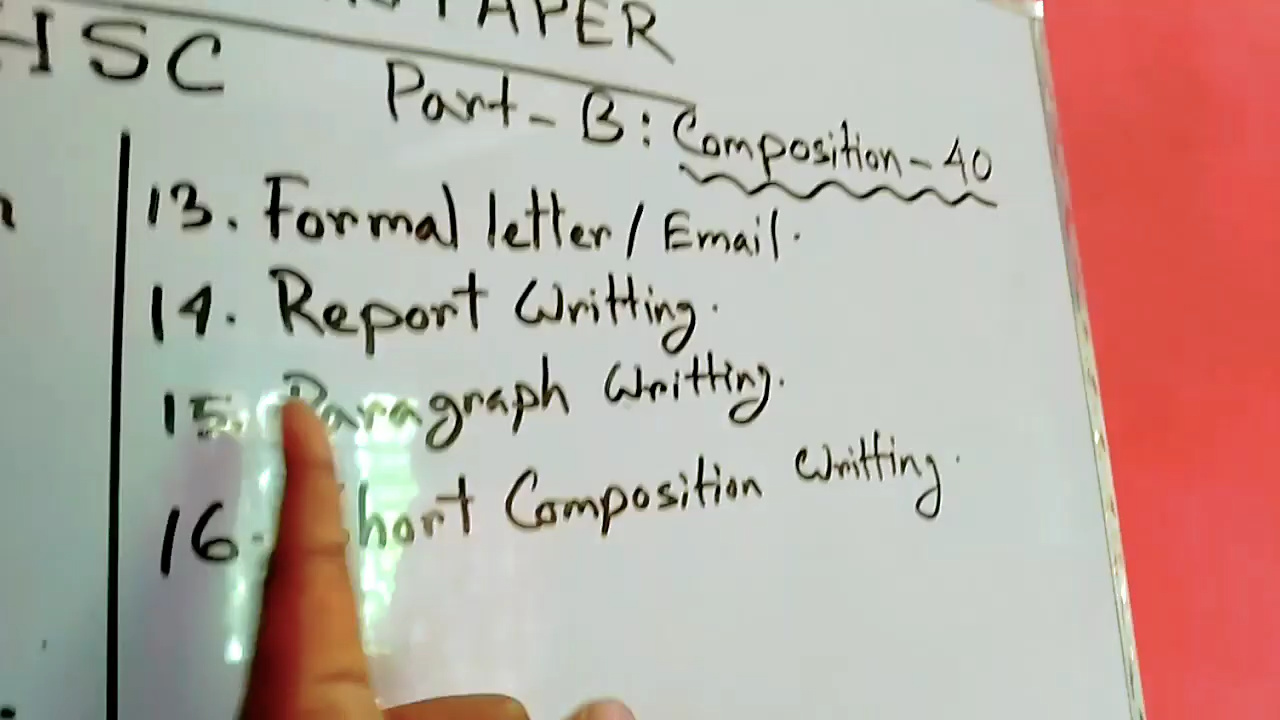 PAPER
HSC
Part - B: Composition - 40
13. Formal letter / Email.
14. Report Writting.
15. Paragraph Writting.
16. Short Composition Writting.